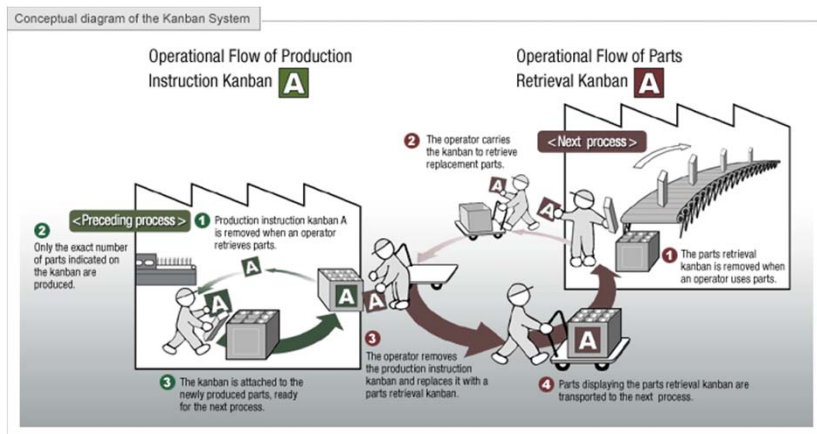 Conceptual diagram of the Kanban System
Operational Flow of Production
Instruction Kanban A
Operational Flow of Parts
Retrieval Kanban A
2 The operator carries
the kanban to retrieve
replacement parts.
<Next process>
A
A
1 The parts retrieval
kanban is removed when
an operator uses parts.
<Preceding process>
1 Production instruction kanban A
is removed when an operator
retrieves parts.
2
Only the exact number
of parts indicated on
the kanban are
produced.
A
A
A
A
3 The kanban is attached to the
newly produced parts, ready
for the next process.
3
The operator removes
the production instruction
kanban and replaces it with a
parts retrieval kanban.
A
4 Parts displaying the parts retrieval kanban are
transported to the next process.